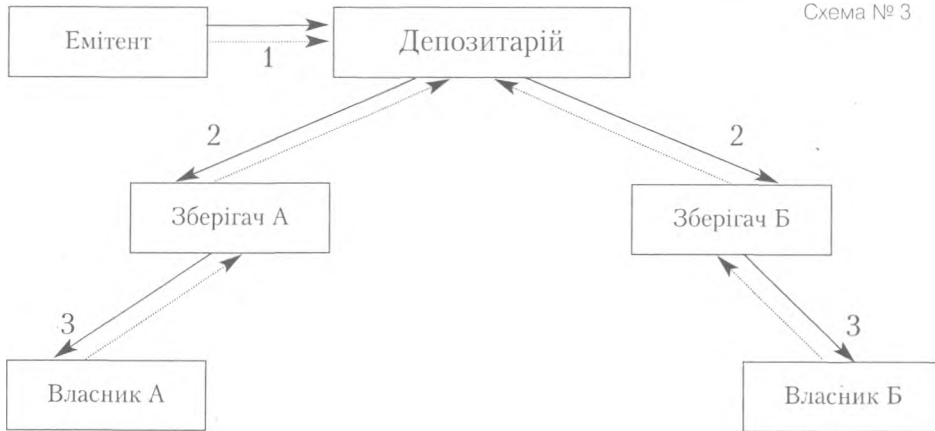 Схема № 3
Емітент
Депозитарій
1
2
2
Зберігач А
Зберігач Б
3
3
Власник А
Власник Б